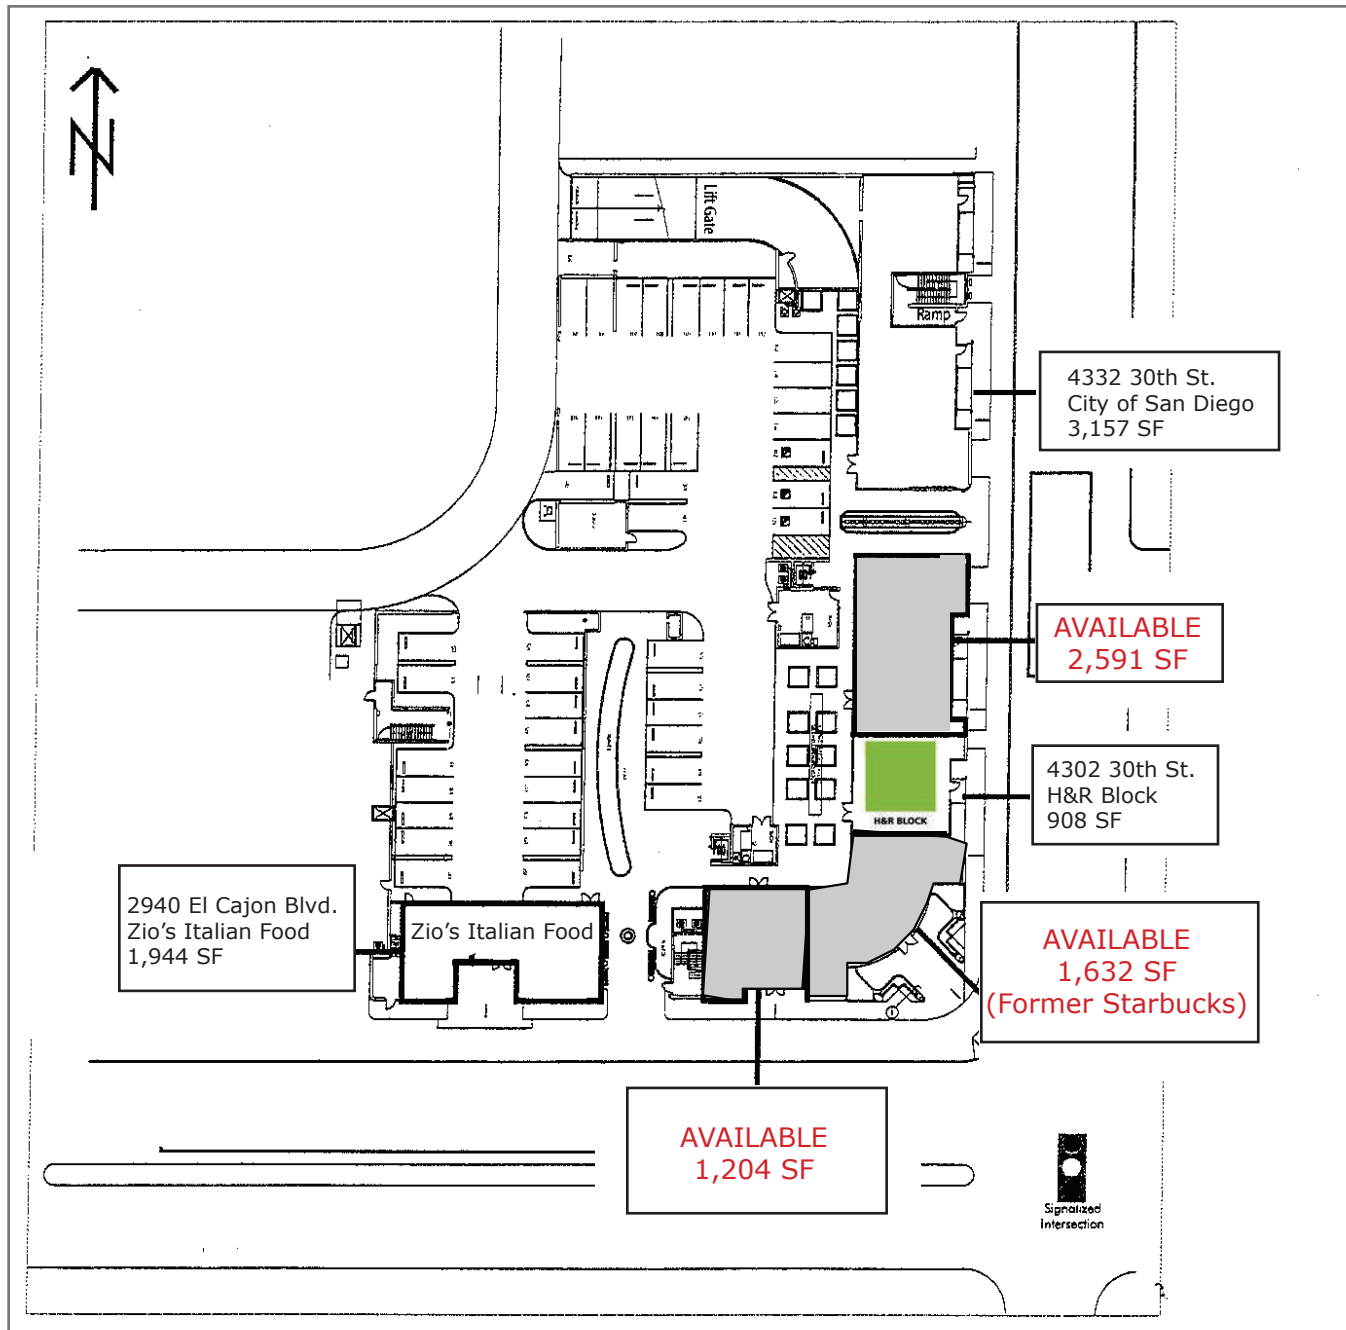 N
Lift Gate
Ramp
4332 30th St.
City of San Diego
3,157 SF
AVAILABLE
2,591 SF
4302 30th St.
H&R Block
908 SF
H&R BLOCK
2940 El Cajon Blvd.
Zio's Italian Food
1,944 SF
Zio's Italian Food
AVAILABLE
1,632 SF
(Former Starbucks)
AVAILABLE
1,204 SF
Signalized
Intersection